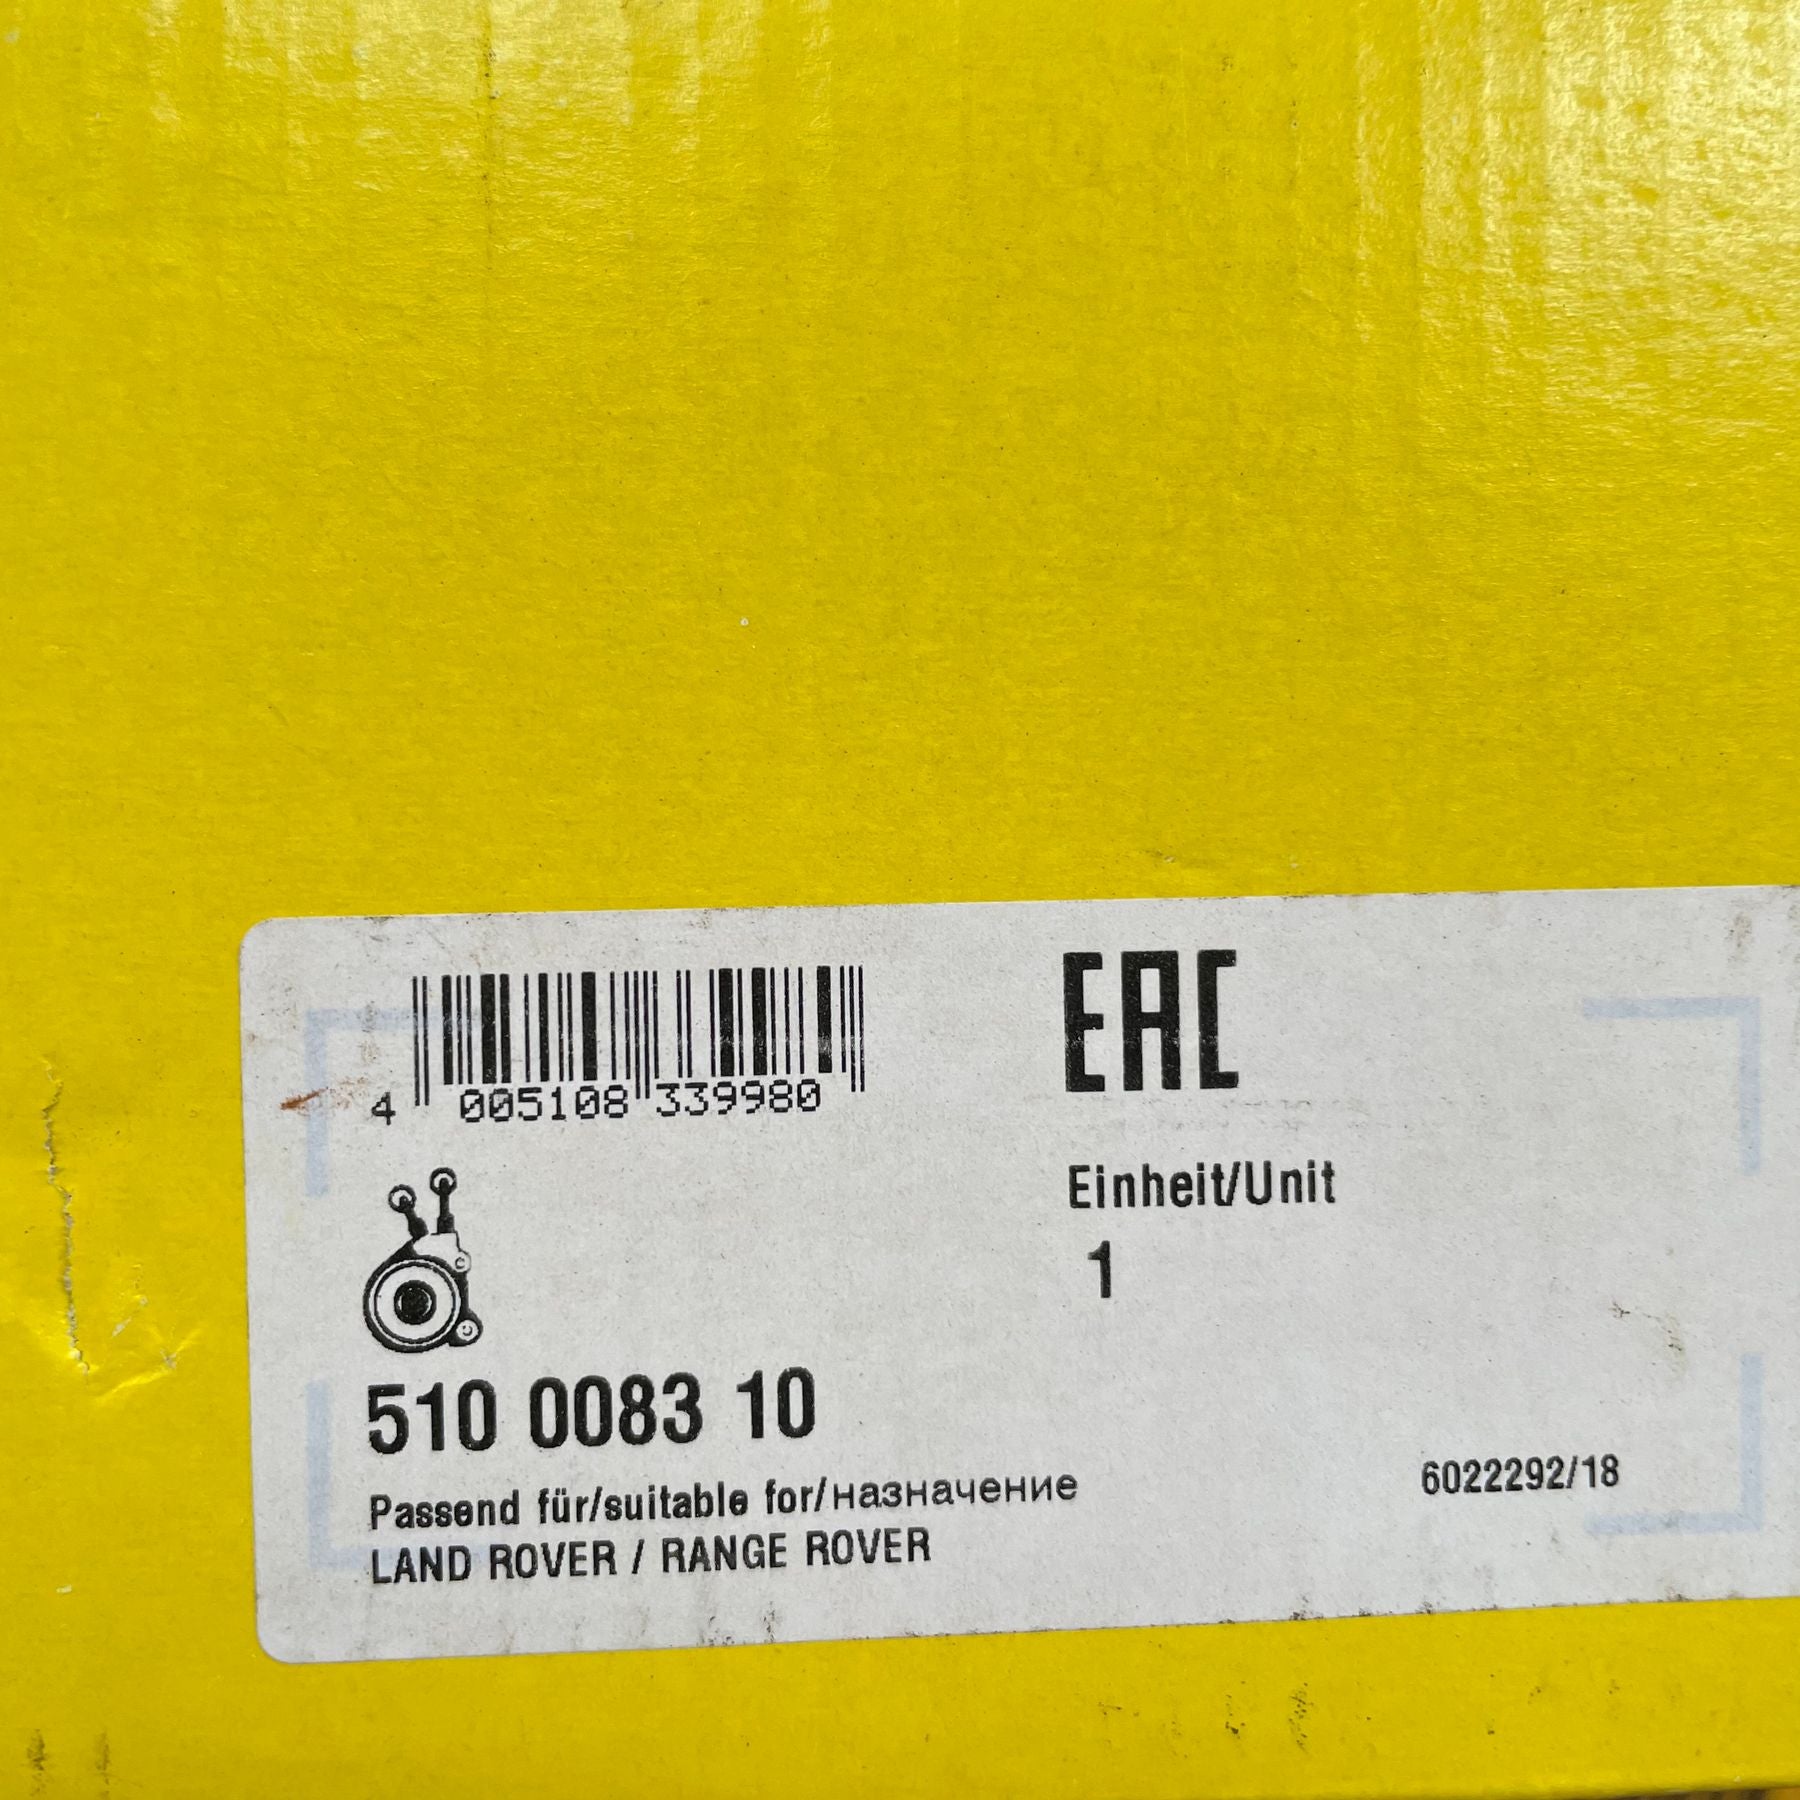 EAC
4 005108 339980
Einheit/Unit
1
510 0083 10
Passend für/suitable for/назначение
6022292/18
LAND ROVER / RANGE ROVER